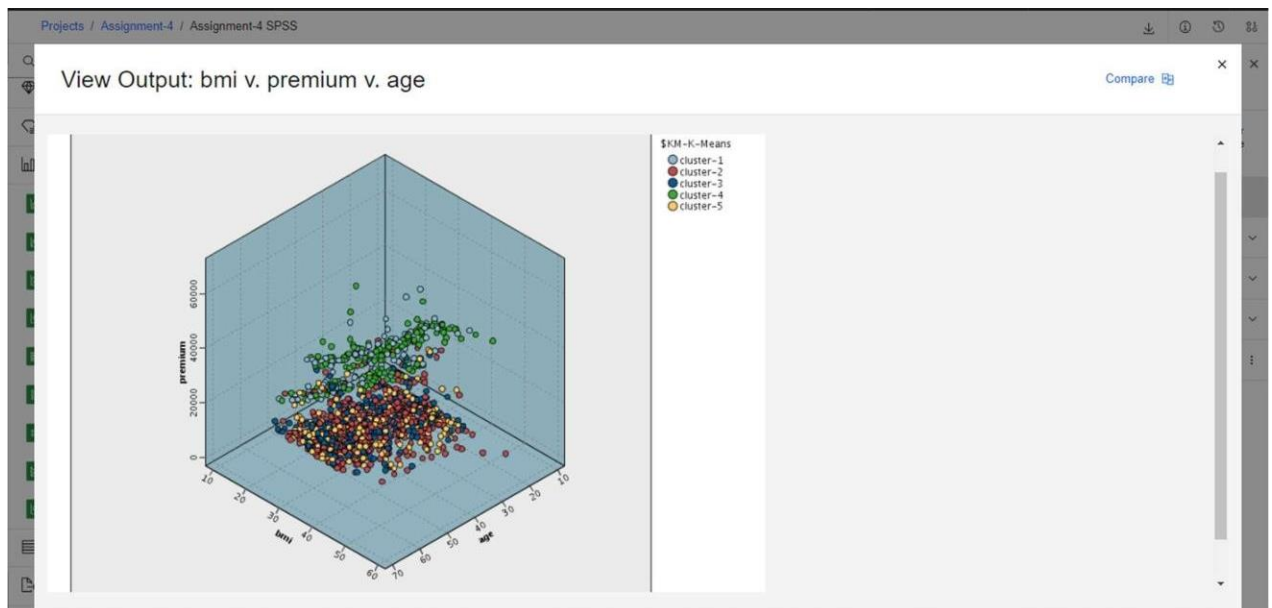 Projects / Assignment-4 / Assignment-4 SPSS
View Output: bmi v. premium v. age
Compare
$KM-K-Means
cluster-1
cluster-2
cluster-3
cluster-4
cluster-5
60000
40000
20000
0
premium
10
20
30
40
50
60
bmi
70
60
50
40
30
20
10
age